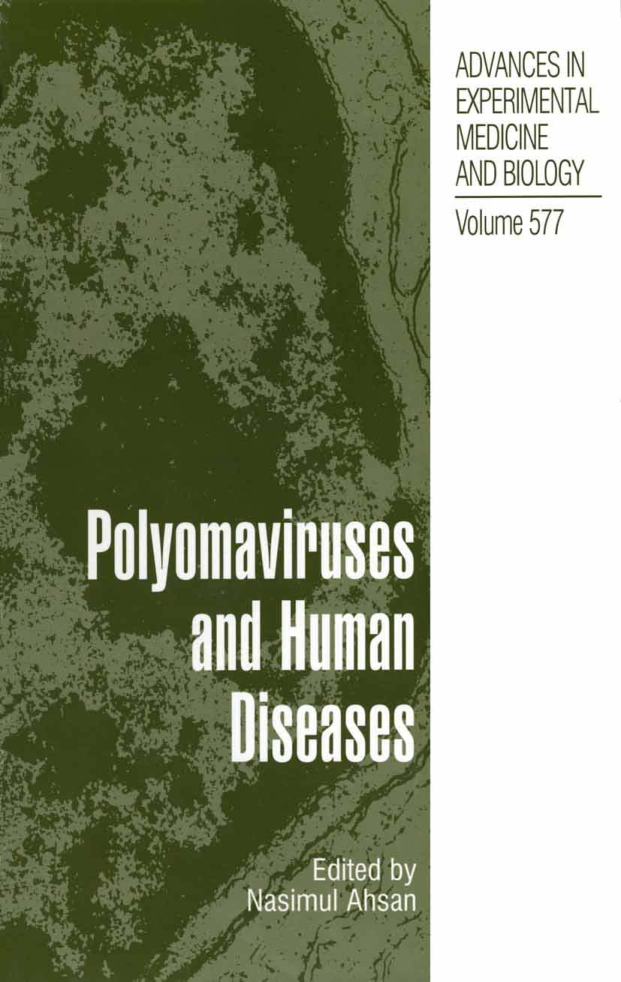 ADVANCES IN
EXPERIMENTAL
MEDICINE
AND BIOLOGY
Volume 577
Polyomaviruses
and Human
Diseases
Edited by
Nasimul Ahsan